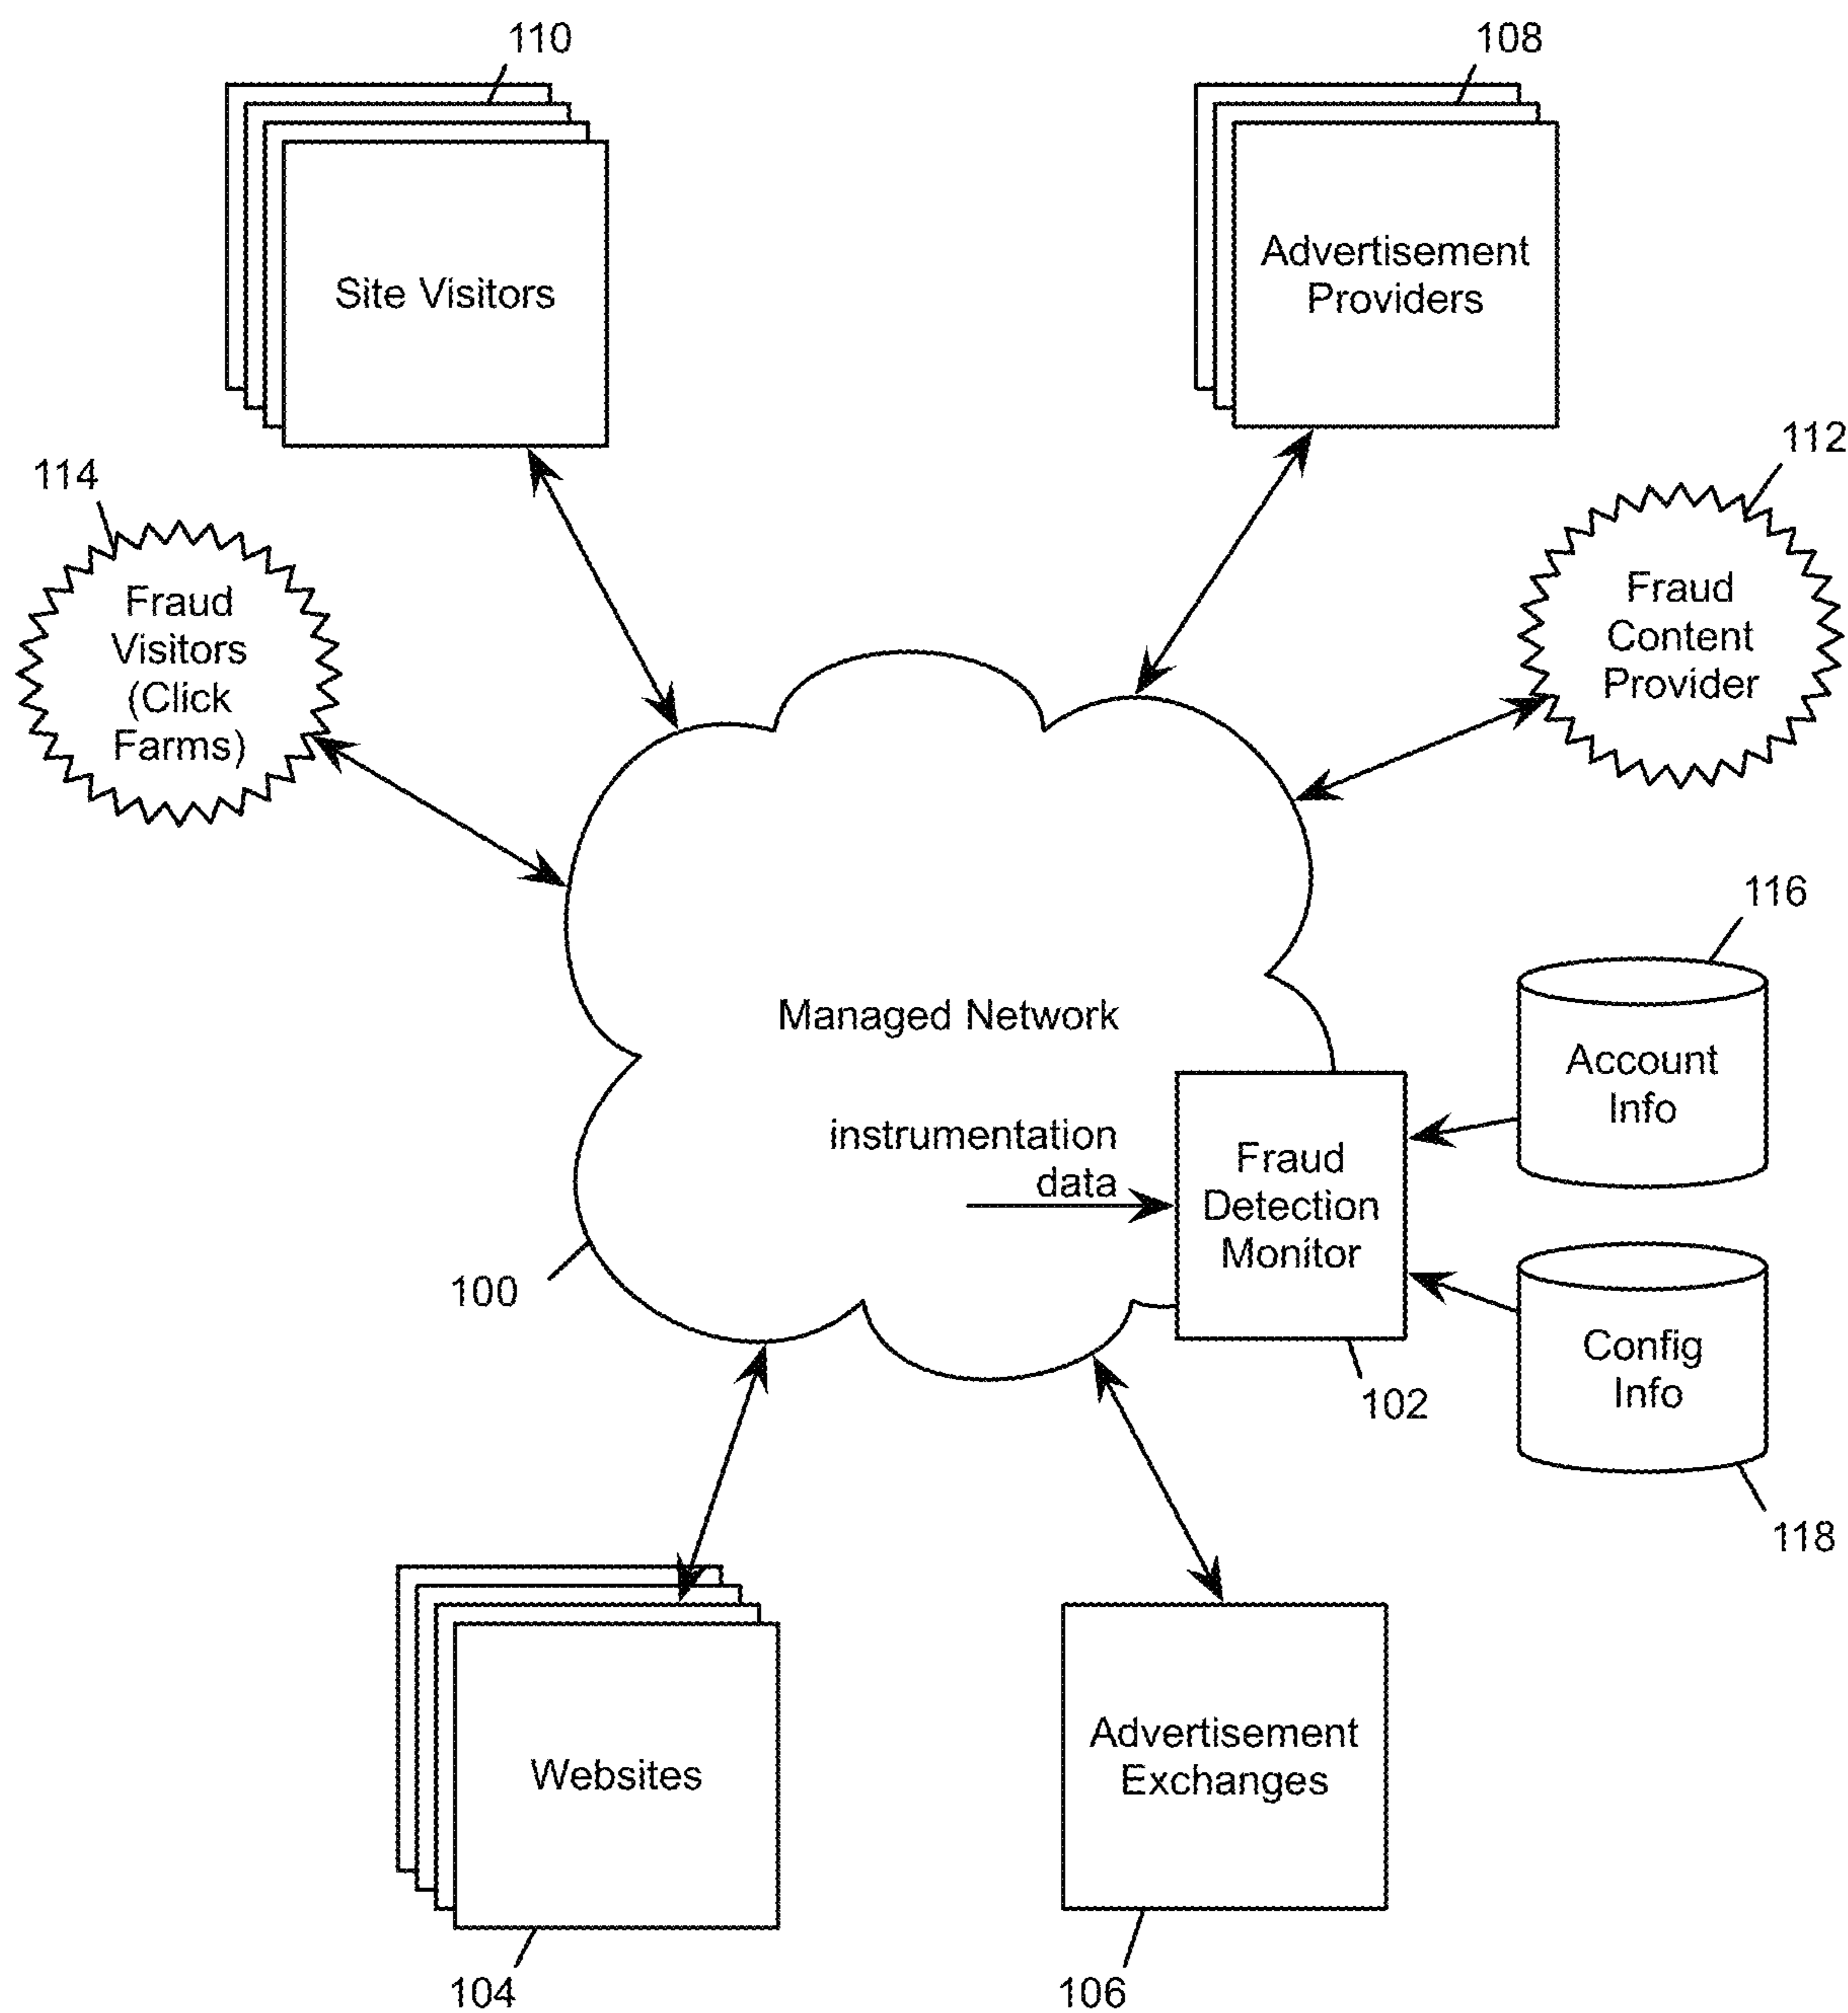 110
108
Site Visitors
Advertisement
Providers
114
112
Fraud
Visitors
(Click
Farms)
Fraud
Content
Provider
116
Managed Network
Account
Info
instrumentation
data
Fraud
Detection
Monitor
100
102
Config
Info
118
Websites
Advertisement
Exchanges
104
106